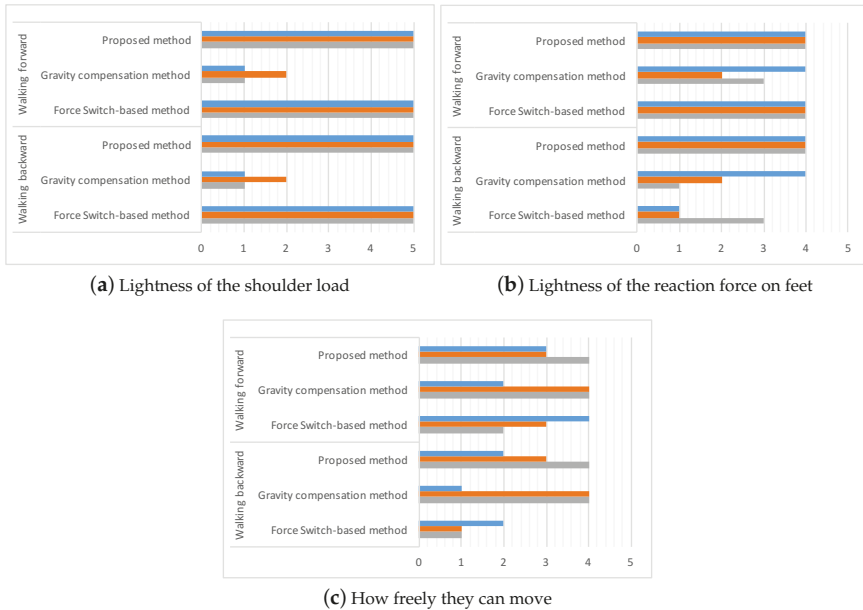 Walking forward
Proposed method
Gravity compensation method
Force Switch-based method
Walking backward
Proposed method
Gravity compensation method
Force Switch-based method
0 1 2 3 4 5
(a) Lightness of the shoulder load
Walking forward
Proposed method
Gravity compensation method
Force Switch-based method
Walking backward
Proposed method
Gravity compensation method
Force Switch-based method
0 1 2 3 4 5
(b) Lightness of the reaction force on feet
Walking forward
Proposed method
Gravity compensation method
Force Switch-based method
Walking backward
Proposed method
Gravity compensation method
Force Switch-based method
0 1 2 3 4 5
(c) How freely they can move